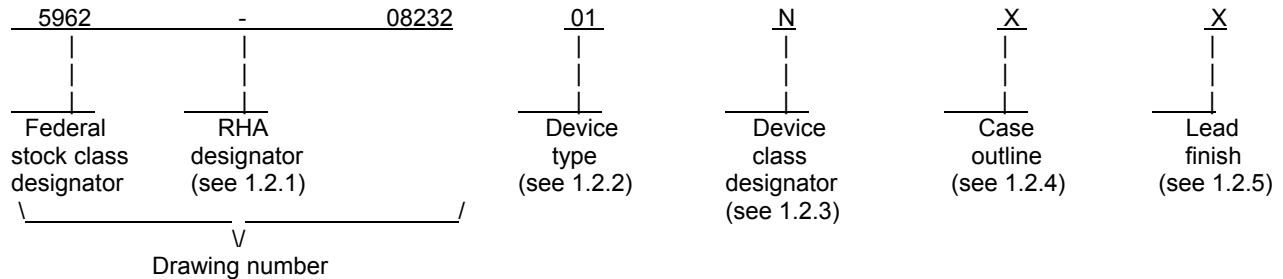 5962 - 08232 01 N X X
Federal stock class designator
RHA designator (see 1.2.1)
Device type (see 1.2.2)
Device class designator (see 1.2.3)
Case outline (see 1.2.4)
Lead finish (see 1.2.5)
Drawing number